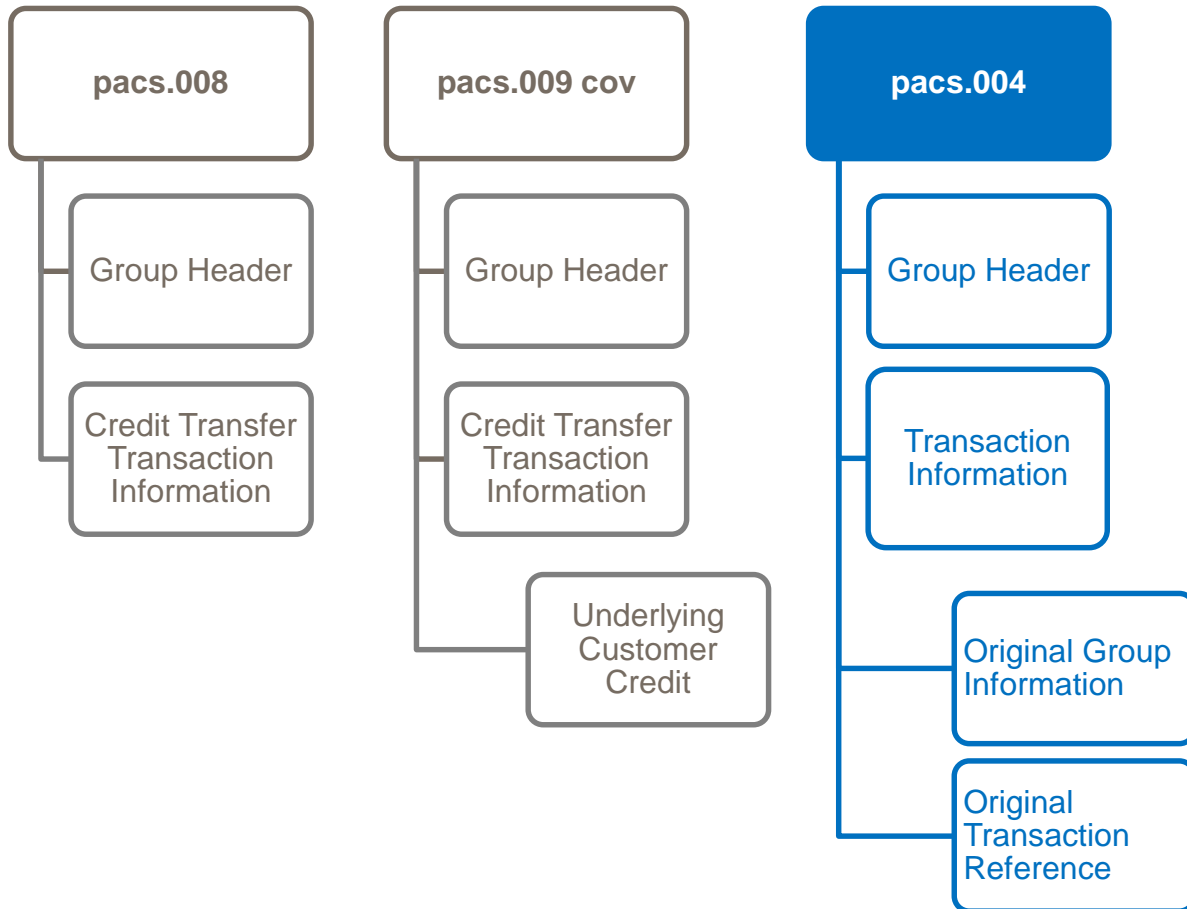 pacs.008
Group Header
Credit Transfer
Transaction
Information
pacs.009 cov
Group Header
Credit Transfer
Transaction
Information
Underlying
Customer
Credit
pacs.004
Group Header
Transaction
Information
Original Group
Information
Original
Transaction
Reference